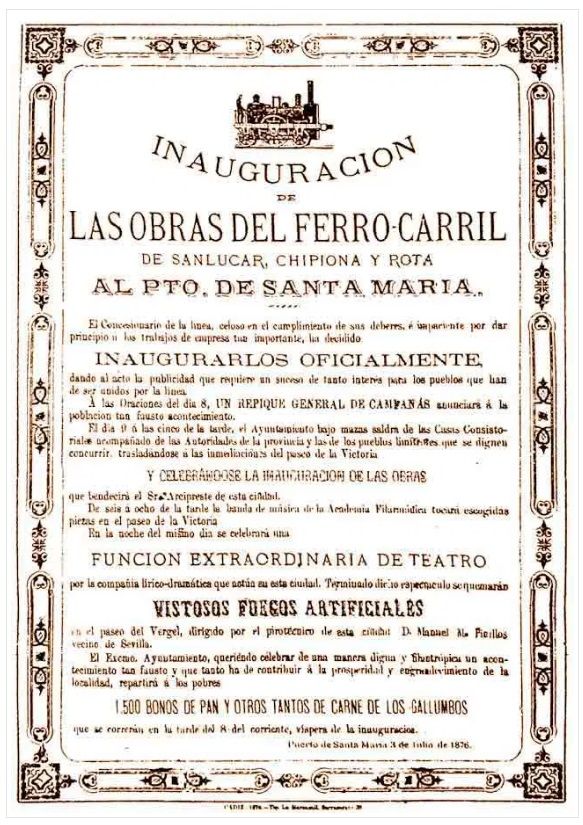 INAUGURACION
DE
LAS OBRAS DEL FERRO-CARRIL
DE SANLUCAR, CHIPIONA Y ROTA
AL PTO. DE SANTA MARIA.
El Concesionario de la linea, celoso en el cumplimiento de sus deberes, é impaciente por dar
principio á los trabajos de empresa tan importante, ha decidido
INAUGURARLOS OFICIALMENTE,
dando al acto la publicidad que requiere un suceso de tanto interés para los pueblos que han
de ser unidos por la linea.
Á las Oraciones del dia 8, UN REPIQUE GENERAL DE CAMPANAS anunciará á la
poblacion tan fausto acontecimiento.
El dia 9 á las cinco de la tarde, el Ayuntamiento bajo mazas saldrá de las Casas Consisto-
riales acompañado de las Autoridades de la provincia y las de los pueblos limítrofes que se dignen
concurrir, trasladándose á las inmediaciones del paseo de la Victoria
Y CELEBRÁNDOSE LA INAUGURACION DE LAS OBRAS
que bendecirá el Sr. Arcipreste de esta ciudad.
De seis á ocho de la tarde la banda de música de la Academia Filarmónica tocará escogidas
piezas en el paseo de la Victoria
En la noche del mismo dia se celebrará una
FUNCION EXTRAORDINARIA DE TEATRO
por la compañia lírico-dramática que actúa en esta ciudad. Terminado dicho espectáculo se quemarán
VISTOSOS FUEGOS ARTIFICIALES
en el paseo del Vergel, dirigido por el pirotécnico de esta ciudad D. Manuel M. Pinillos
vecino de Sevilla.
El Excmo. Ayuntamiento, queriendo celebrar de una manera digna y filantrópica un acon-
tecimiento tan fausto y que tanto ha de contribuir á la prosperidad y engrandecimiento de la
localidad, repartirá á los pobres
1.500 BONOS DE PAN Y OTROS TANTOS DE CARNE DE LOS GALLUMBOS
que se correrán en la tarde del 8 del corriente, víspera de la inauguracion.
Puerto de Santa Maria 3 de Julio de 1876.
CADIZ 1876.—Tip. La Mercantil,